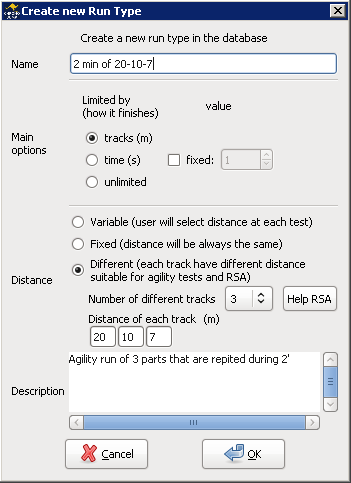 Create new Run Type
Create a new run type in the database
Name
2 min of 20-10-7
Limited by
(how it finishes)
value
Main
options
tracks (m)
time (s)
fixed:
1
unlimited
Variable (user will select distance at each test)
Fixed (distance will be always the same)
Distance
Different (each track have different distance
suitable for agility tests and RSA)
Number of different tracks
3
Help RSA
Distance of each track (m)
20
10
7
Description
Agility run of 3 parts that are repited during 2'
Cancel
OK